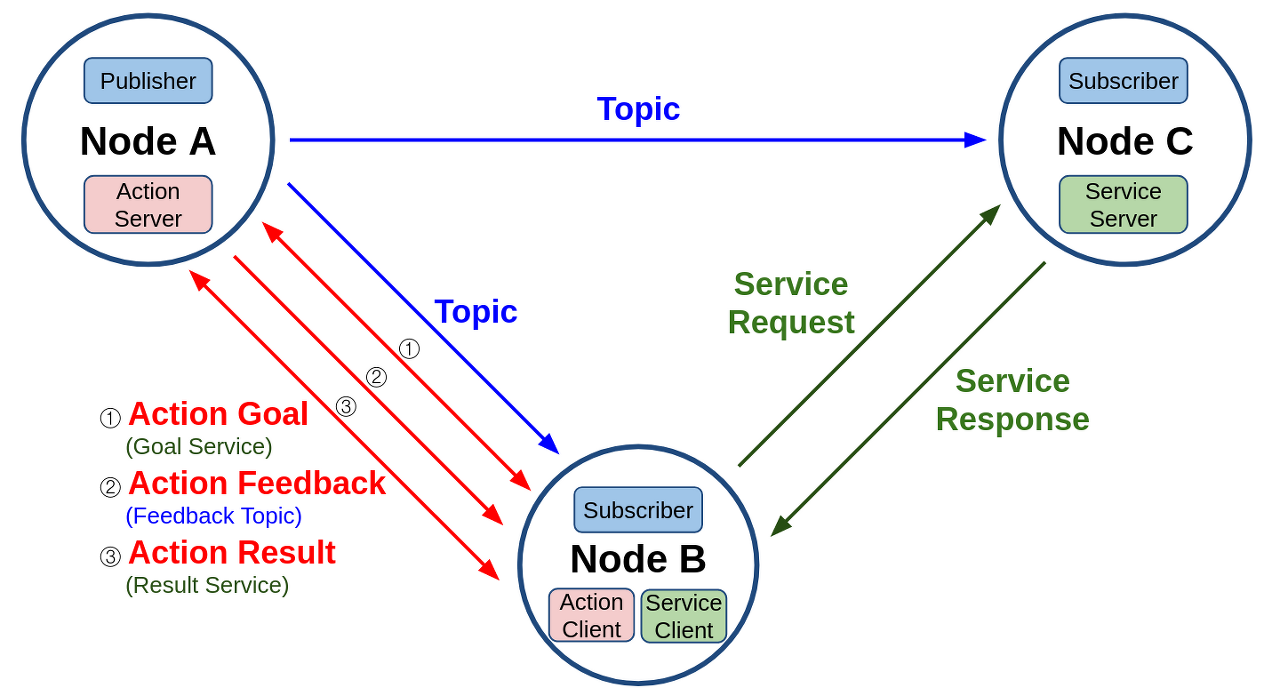 Publisher
Node A
Action
Server
Topic
Subscriber
Node C
Service
Server
Topic
①
②
③
Service
Request
Service
Response
① Action Goal
(Goal Service)
② Action Feedback
(Feedback Topic)
③ Action Result
(Result Service)
Subscriber
Node B
Action
Client
Service
Client